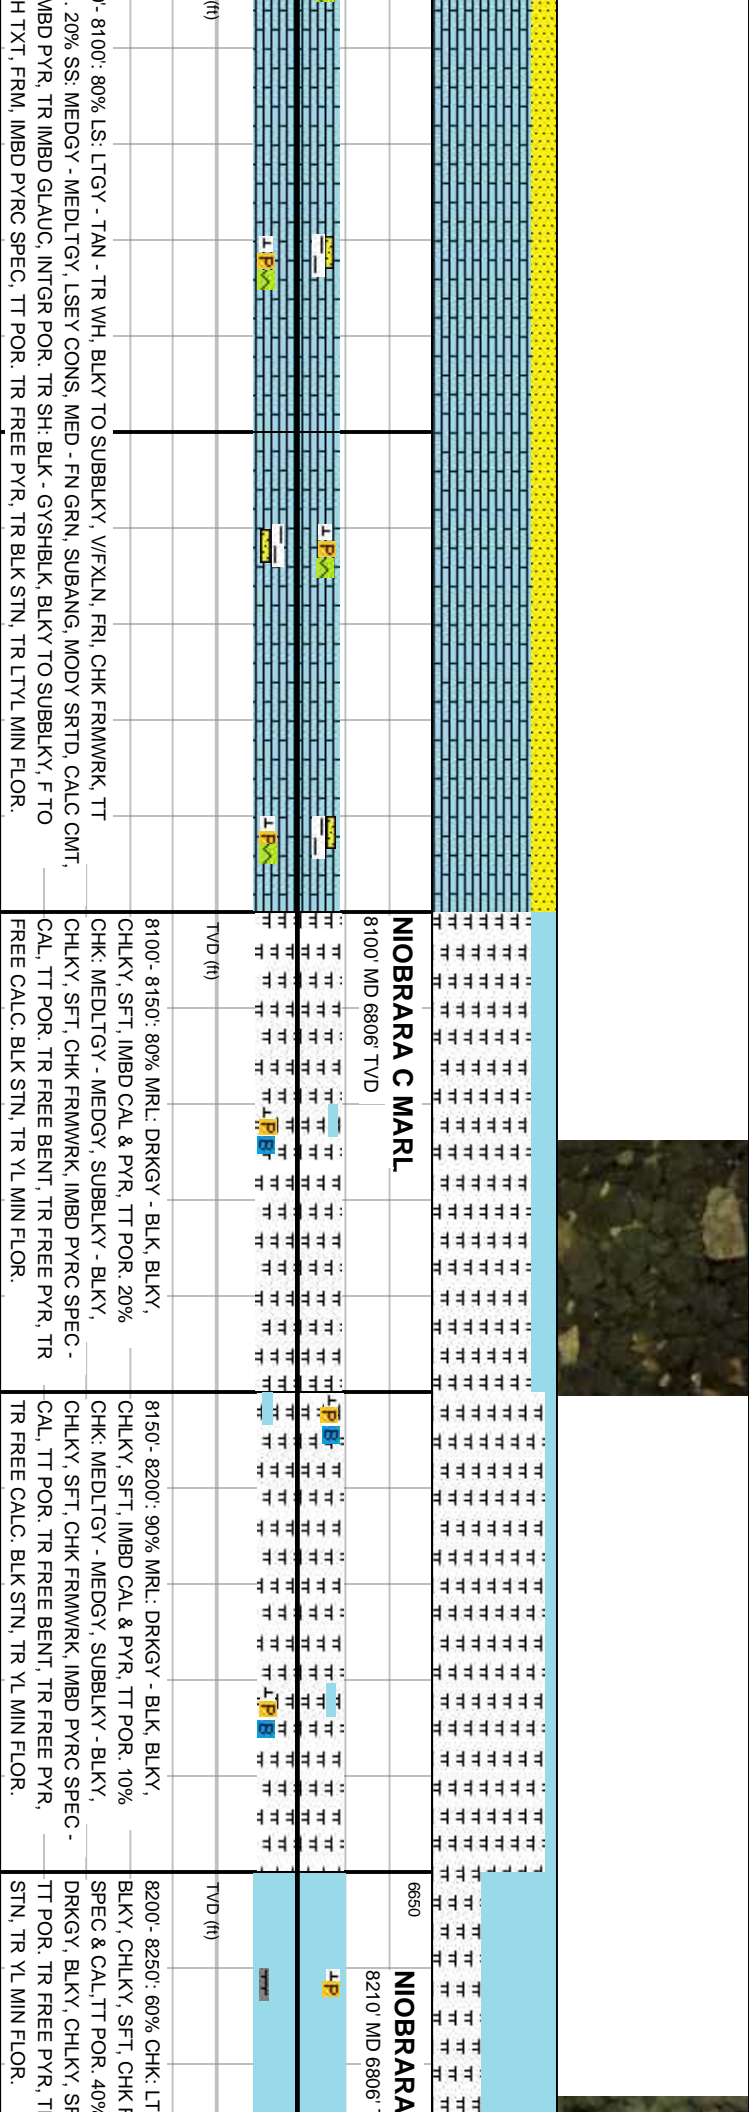 (ft)
0'- 8100': 80% LS: LTGY - TAN - TR WH, BLKY TO SUBBLKY, V/FXLN, FRI, CHK FRMWRK, TT
. 20% SS: MEDGY - MEDLTGY, LSEY CONS, MED - FN GRN, SUBANG, MODY SRTD, CALC CMT,
MBD PYR, TR IMBD GLAUC, INTGR POR. TR SH: BLK - GYSHBLK, BLKY TO SUBBLKY, F TO
H TXT, FRM, IMBD PYRC SPEC, TT POR. TR FREE PYR, TR BLK STN, TR LTYL MIN FLOR.
P
P
P
NIOBRARA C MARL
8100' MD 6806' TVD
P B
TVD (ft)
8100'- 8150': 80% MRL: DRKGY - BLK, BLKY,
CHLKY, SFT, IMBD CAL & PYR, TT POR. 20%
CHK: MEDLTGY - MEDGY, SUBBLKY - BLKY,
CHLKY, SFT, CHK FRMWRK, IMBD PYRC SPEC -
CAL, TT POR. TR FREE BENT, TR FREE PYR, TR
FREE CALC. BLK STN, TR YL MIN FLOR.
P B
P B
8150'- 8200': 90% MRL: DRKGY - BLK, BLKY,
CHLKY, SFT, IMBD CAL & PYR, TT POR. 10%
CHK: MEDLTGY - MEDGY, SUBBLKY - BLKY,
CHLKY, SFT, CHK FRMWRK, IMBD PYRC SPEC -
CAL, TT POR. TR FREE BENT, TR FREE PYR,
TR FREE CALC. BLK STN, TR YL MIN FLOR.
6650
NIOBRARA
8210' MD 6806'
P
TVD (ft)
8200'- 8250': 60% CHK: LT
BLKY, CHLKY, SFT, CHK
SPEC & CAL,TT POR. 40%
DRKGY, BLKY, CHLKY,
TT POR. TR FREE PYR,
STN, TR YL MIN FLOR.